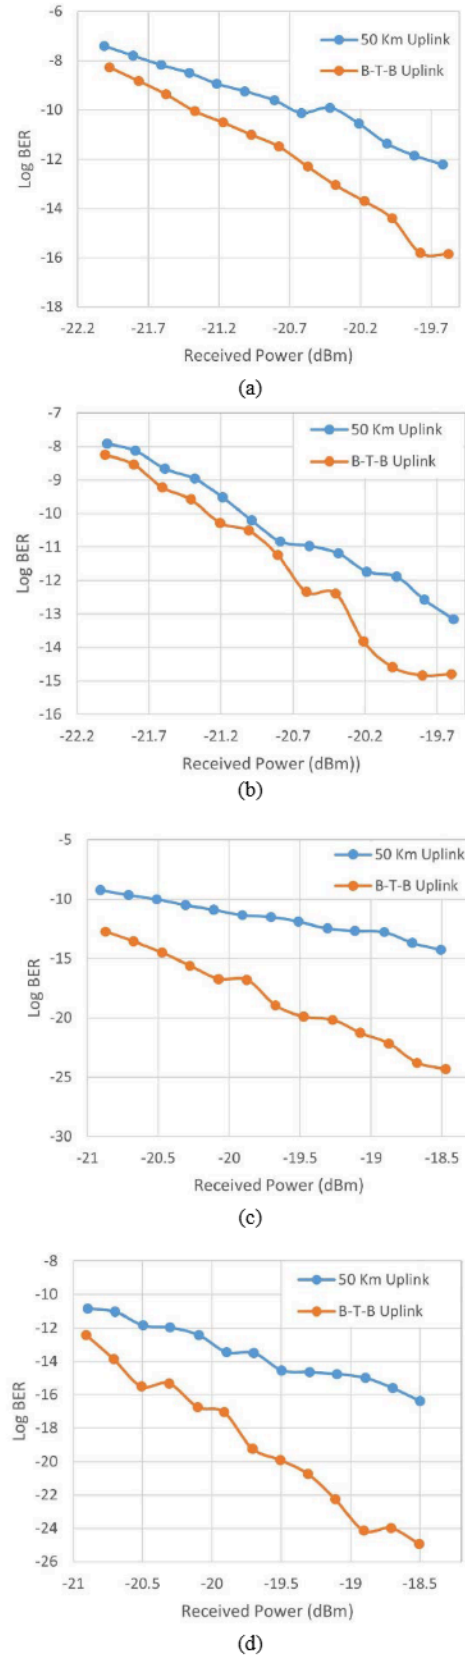 -6
-8
-10
-12
-14
-16
-18
Log BER
50 Km Uplink
B-T-B Uplink
-22.2 -21.7 -21.2 -20.7 -20.2 -19.7
Received Power (dBm)
(a)
-7
-8
-9
-10
-11
-12
-13
-14
-15
-16
Log BER
50 Km Uplink
B-T-B Uplink
-22.2 -21.7 -21.2 -20.7 -20.2 -19.7
Received Power (dBm))
(b)
-5
-10
-15
-20
-25
-30
Log BER
50 Km Uplink
B-T-B Uplink
-21 -20.5 -20 -19.5 -19 -18.5
Received Power (dBm)
(c)
-8
-10
-12
-14
-16
-18
-20
-22
-24
-26
Log BER
50 Km Uplink
B-T-B Uplink
-21 -20.5 -20 -19.5 -19 -18.5
Received Power (dBm)
(d)